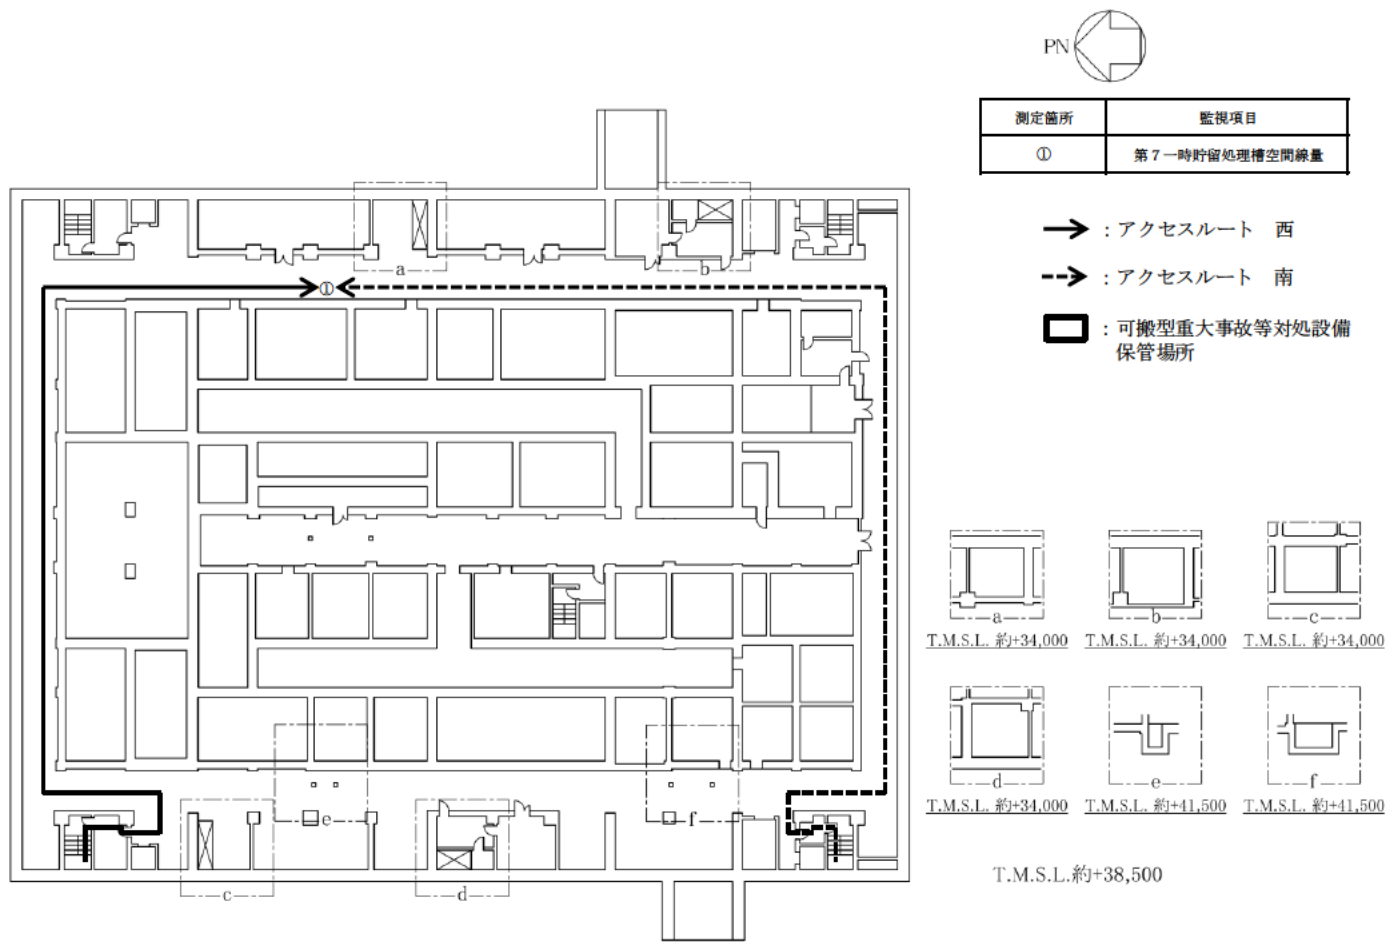 PN
測定箇所 監視項目
① 第7一時貯留処理槽空間線量
：アクセスルート　西
：アクセスルート　南
：可搬型重大事故等対処設備
保管場所
a
b
①
e
f
c
d
a
b
c
T.M.S.L. 約+34,000
T.M.S.L. 約+34,000
T.M.S.L. 約+34,000
d
e
f
T.M.S.L. 約+34,000
T.M.S.L. 約+41,500
T.M.S.L. 約+41,500
T.M.S.L.約+38,500